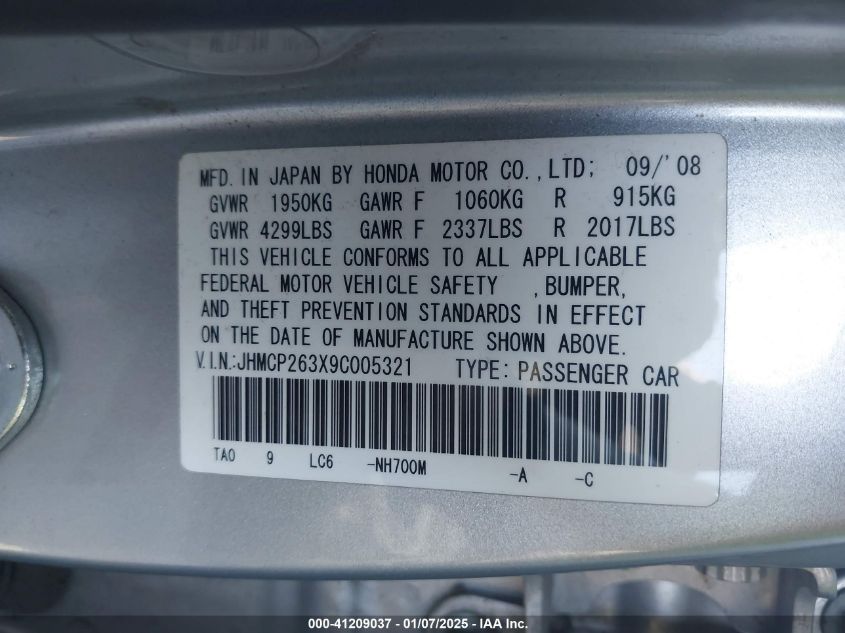 MFD. IN JAPAN BY HONDA MOTOR CO.,LTD; 09/'08
GVWR 1950KG GAWR F 1060KG R 915KG
GVWR 4299LBS GAWR F 2337LBS R 2017LBS
THIS VEHICLE CONFORMS TO ALL APPLICABLE
FEDERAL MOTOR VEHICLE SAFETY ,BUMPER,
AND THEFT PREVENTION STANDARDS IN EFFECT
ON THE DATE OF MANUFACTURE SHOWN ABOVE.
V.I.N.:JHMCP263X9C005321 TYPE: PASSENGER CAR
TA0 9 LC6 -NH700M -A -C
000-41209037 - 01/07/2025 - IAA Inc.